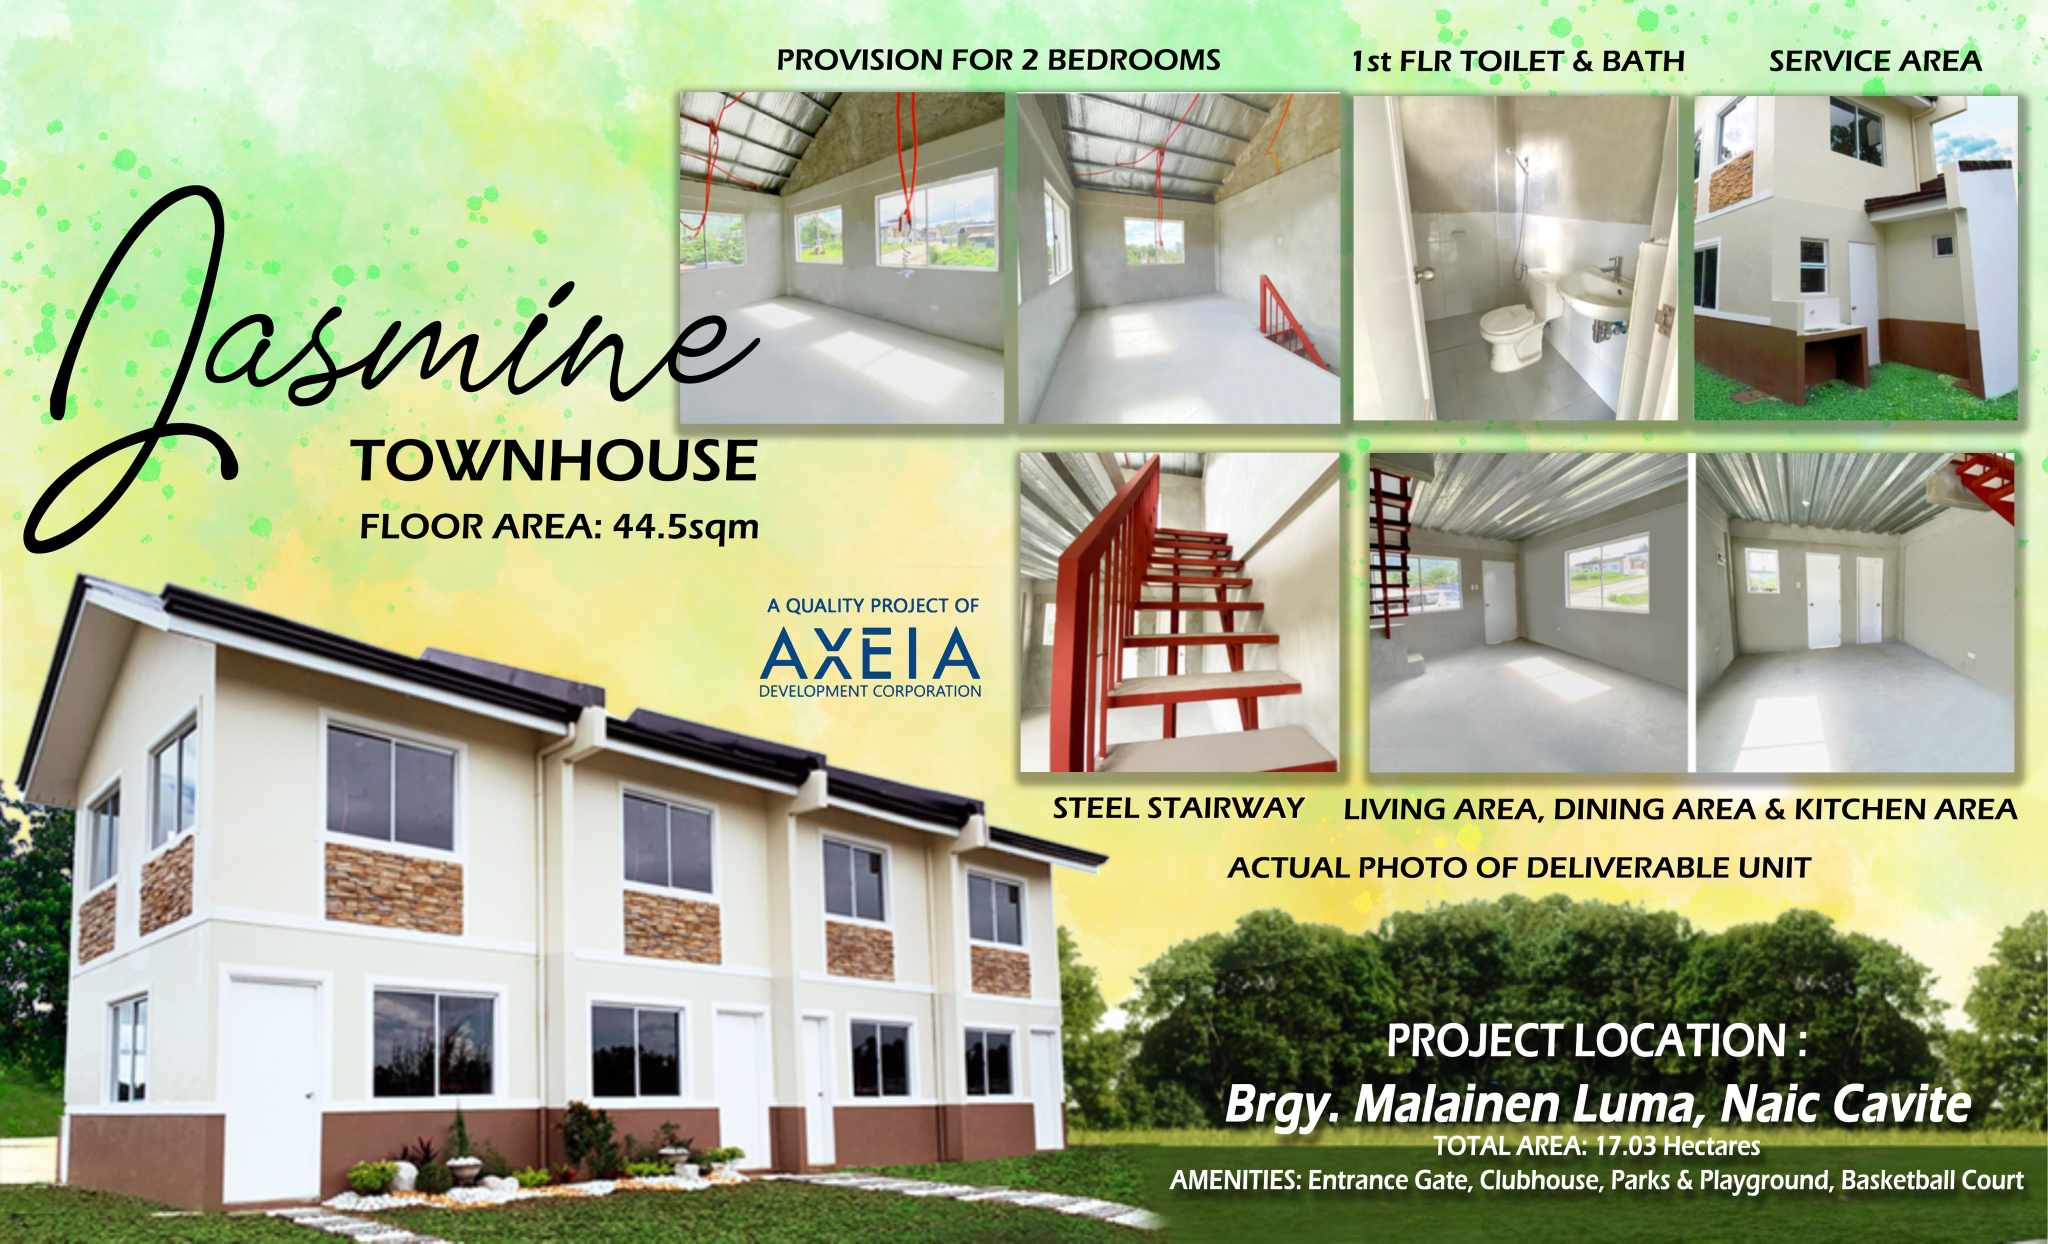 PROVISION FOR 2 BEDROOMS
1st FLR TOILET & BATH
SERVICE AREA
Jasmine
TOWNHOUSE
FLOOR AREA: 44.5sqm
A QUALITY PROJECT OF
AXEIA
DEVELOPMENT CORPORATION
STEEL STAIRWAY
LIVING AREA, DINING AREA & KITCHEN AREA
ACTUAL PHOTO OF DELIVERABLE UNIT
PROJECT LOCATION :
Brgy. Malainen Luma, Naic Cavite
TOTAL AREA: 17.03 Hectares
AMENITIES: Entrance Gate, Clubhouse, Parks & Playground, Basketball Court